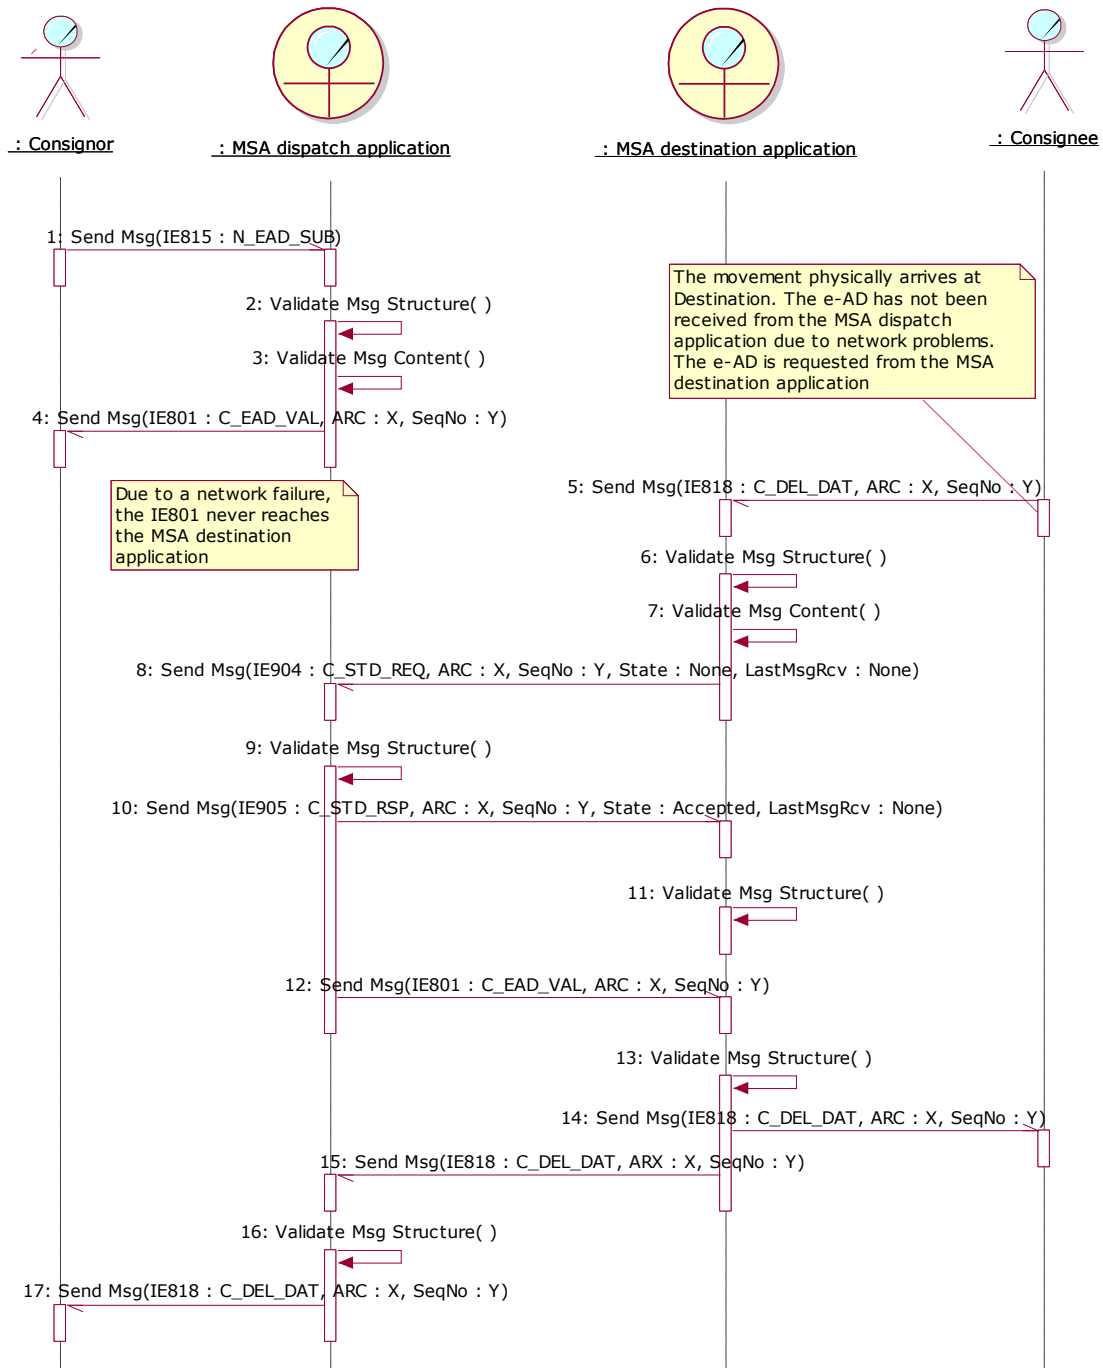 : Consignor
: MSA dispatch application
: MSA destination application
: Consignee
1: Send Msg(IE815 : N_EAD_SUB)
The movement physically arrives at
Destination. The e-AD has not been
received from the MSA dispatch
application due to network problems.
The e-AD is requested from the MSA
destination application
2: Validate Msg Structure( )
3: Validate Msg Content( )
4: Send Msg(IE801 : C_EAD_VAL, ARC : X, SeqNo : Y)
Due to a network failure,
the IE801 never reaches
the MSA destination
application
5: Send Msg(IE818 : C_DEL_DAT, ARC : X, SeqNo : Y)
6: Validate Msg Structure( )
7: Validate Msg Content( )
8: Send Msg(IE904 : C_STD_REQ, ARC : X, SeqNo : Y, State : None, LastMsgRcv : None)
9: Validate Msg Structure( )
10: Send Msg(IE905 : C_STD_RSP, ARC : X, SeqNo : Y, State : Accepted, LastMsgRcv : None)
11: Validate Msg Structure( )
12: Send Msg(IE801 : C_EAD_VAL, ARC : X, SeqNo : Y)
13: Validate Msg Structure( )
14: Send Msg(IE818 : C_DEL_DAT, ARC : X, SeqNo : Y)
15: Send Msg(IE818 : C_DEL_DAT, ARX : X, SeqNo : Y)
16: Validate Msg Structure( )
17: Send Msg(IE818 : C_DEL_DAT, ARC : X, SeqNo : Y)